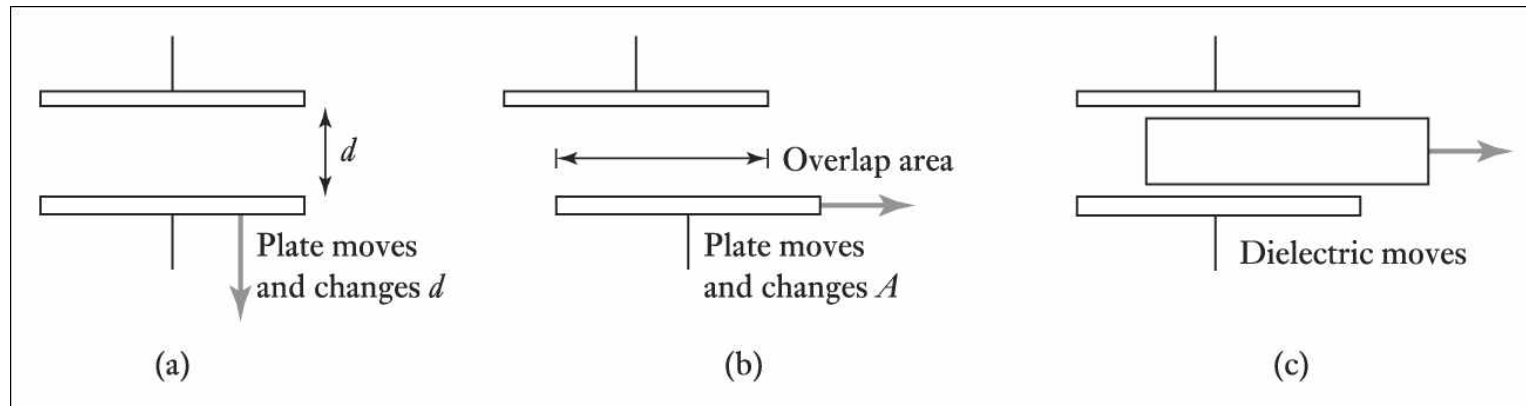 d
Plate moves
and changes d
(a)
Overlap area
Plate moves
and changes A
(b)
Dielectric moves
(c)